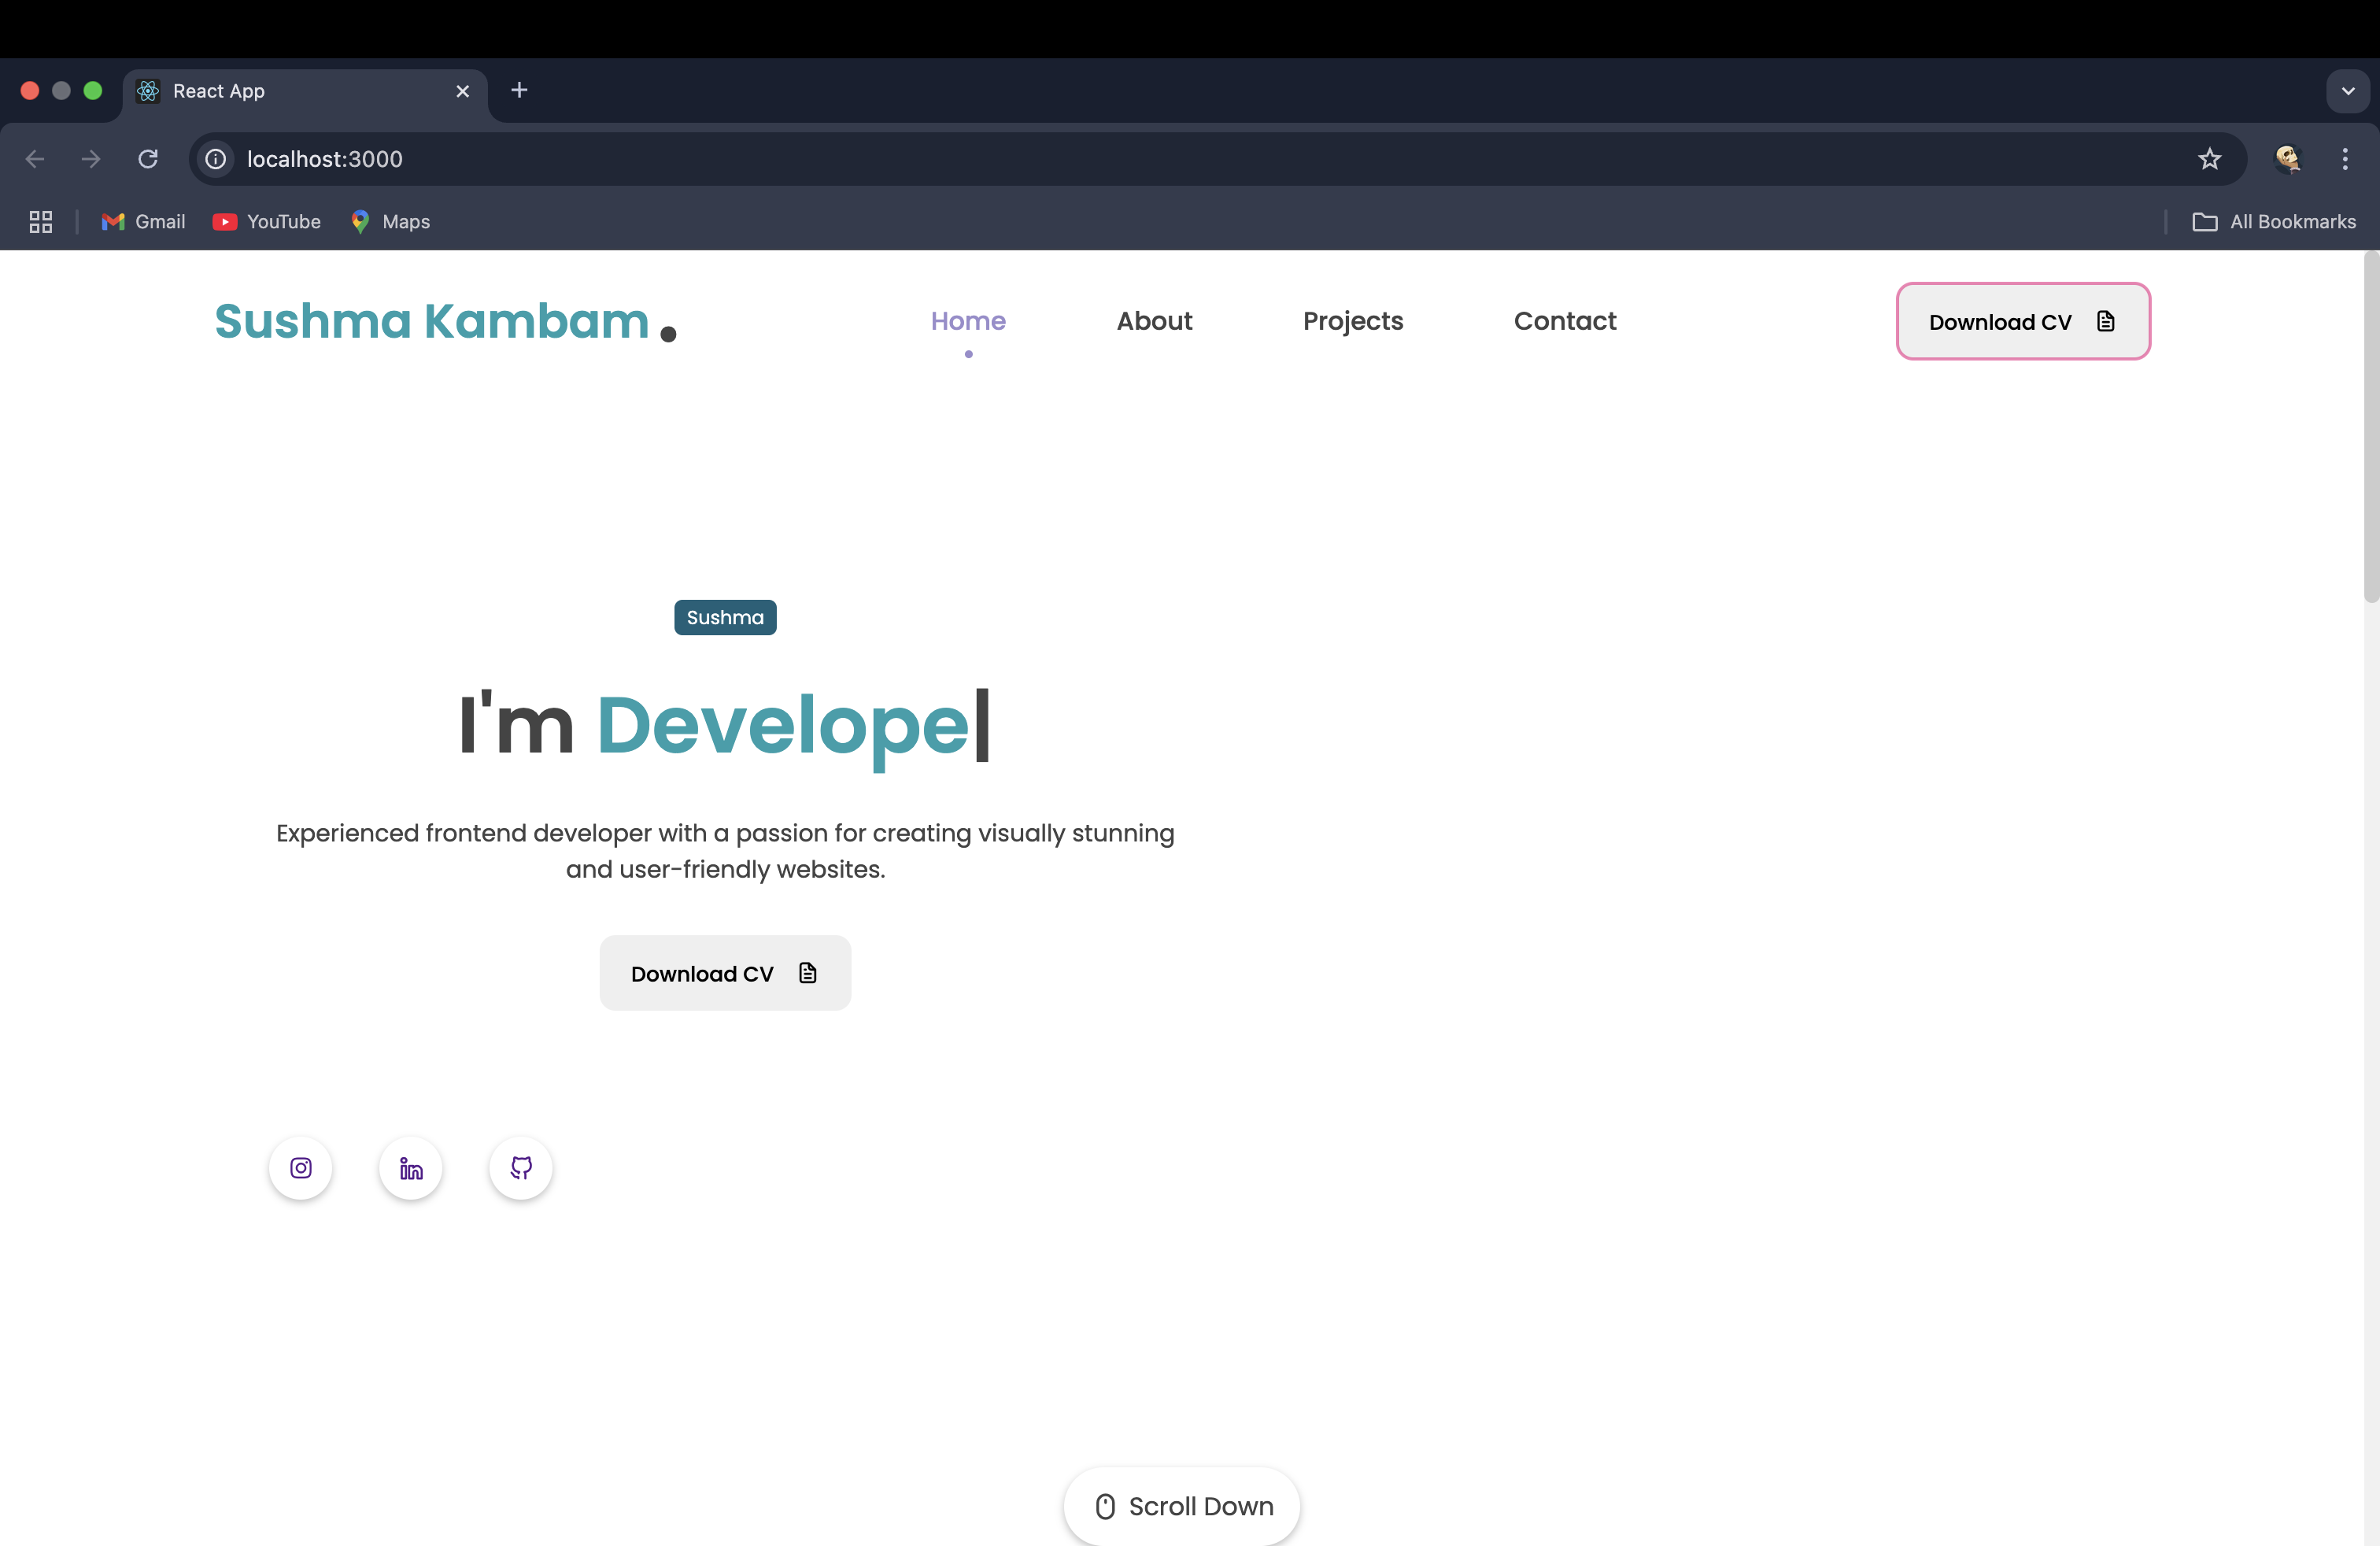 React App
localhost:3000
Gmail YouTube Maps All Bookmarks
Sushma Kambam. Home About Projects Contact Download CV
Sushma
I'm Develope|
Experienced frontend developer with a passion for creating visually stunning
and user-friendly websites.
Download CV
Scroll Down